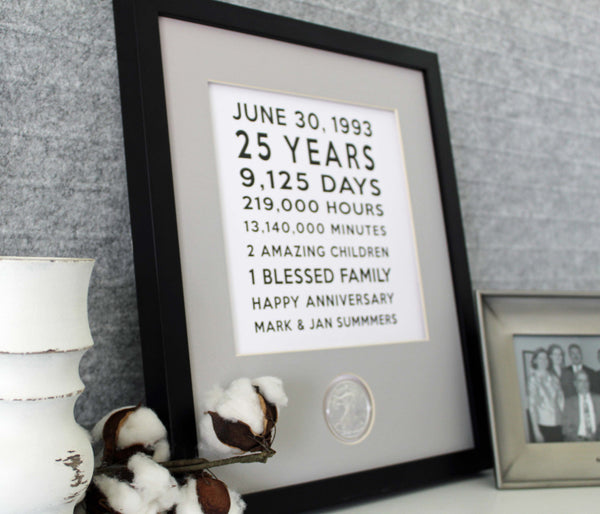 JUNE 30, 1993
25 YEARS
9,125 DAYS
219,000 HOURS
13,140,000 MINUTES
2 AMAZING CHILDREN
1 BLESSED FAMILY
HAPPY ANNIVERSARY
MARK & JAN SUMMMERS